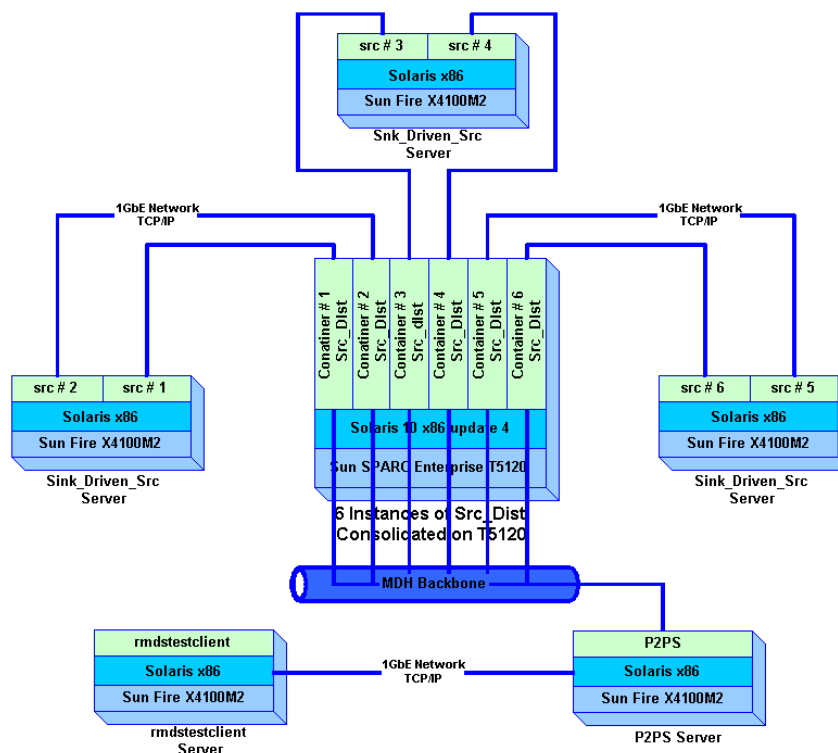 src # 3
src # 4
Solaris x86
Sun Fire X4100M2
Snk_Driven_Src
Server
1GbE Network
TCP/IP
1GbE Network
TCP/IP
Conatiner # 1
Src_DIst
Conatiner # 2
Src_Dist
Container # 3
Src_dIst
Container # 4
Src_Dist
Container # 5
Src_Dist
Container # 6
Src_Dist
Solaris 10 x86 update 4
Sun SPARC Enterprise T5120
6 Instances of Src_Dist
Consolicated on T5120
src # 2
src # 1
Solaris x86
Sun Fire X4100M2
Sink_Driven_Src
Server
src # 6
src # 5
Solaris x86
Sun Fire X4100M2
Sink_Driven_Src
Server
MDH Backbone
rmdstestclient
Solaris x86
Sun Fire X4100M2
rmdstestclient
Server
1GbE Network
TCP/IP
P2PS
Solaris x86
Sun Fire X4100M2
P2PS Server